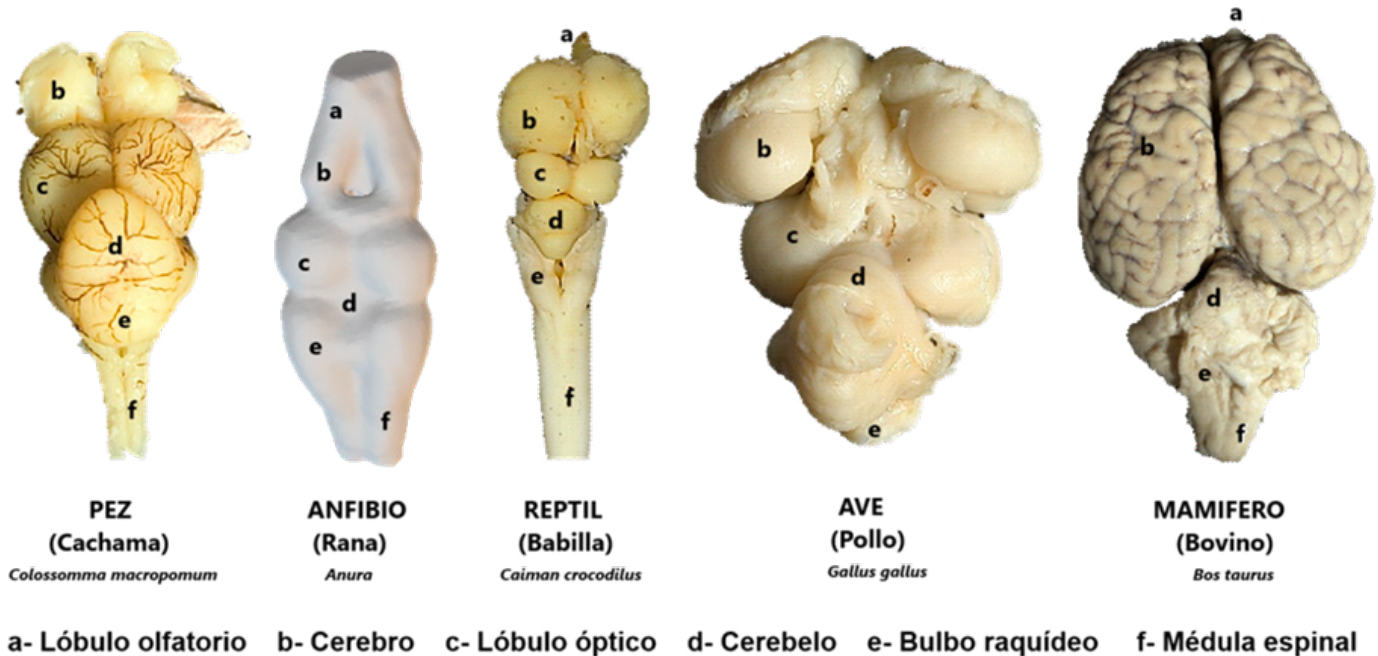 a
a
b
b
b
b
b
a
c
c
c
c
d
d
d
d
d
e
e
e
e
e
f
f
f
f
PEZ
(Cachama)
Colossomma macropomum
ANFIBIO
(Rana)
Anura
REPTIL
(Babilla)
Caiman crocodilus
AVE
(Pollo)
Gallus gallus
MAMIFERO
(Bovino)
Bos taurus
a- Lóbulo olfatorio b- Cerebro c- Lóbulo óptico d- Cerebelo e- Bulbo raquídeo f- Médula espinal